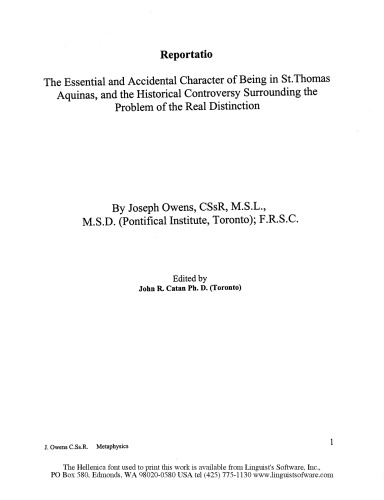 Reportatio
The Essential and Accidental Character of Being in St.Thomas
Aquinas, and the Historical Controversy Surrounding the
Problem of the Real Distinction
By Joseph Owens, CSsR, M.S.L.,
M.S.D. (Pontifical Institute, Toronto); F.R.S.C.
Edited by
John R. Catan Ph. D. (Toronto)
J. Owens C.Ss.R. Metaphysics 1
The Hellenica font used to print this work is available from Linguist's Software, Inc.,
PO Box 580, Edmonds, WA 98020-0580 USA tel (425) 775-1130 www.linguistsofware.com